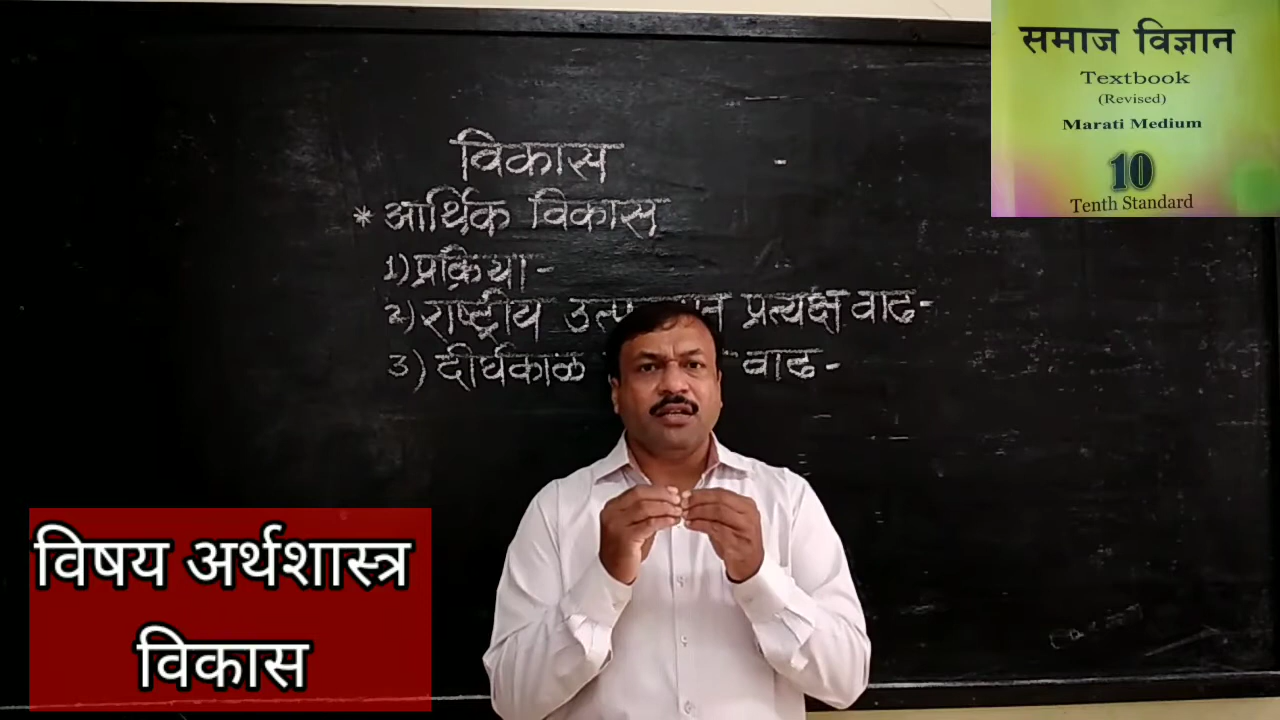 समाज विज्ञान
Textbook
(Revised)
Marati Medium
10
Tenth Standard
विकास -
* आर्थिक विकास
1) प्रक्रिया -
2) राष्ट्रीय प्रत्यक्ष वाढ -
3) दीर्घकाळ वाढ -
विषय अर्थशास्त्र
विकास